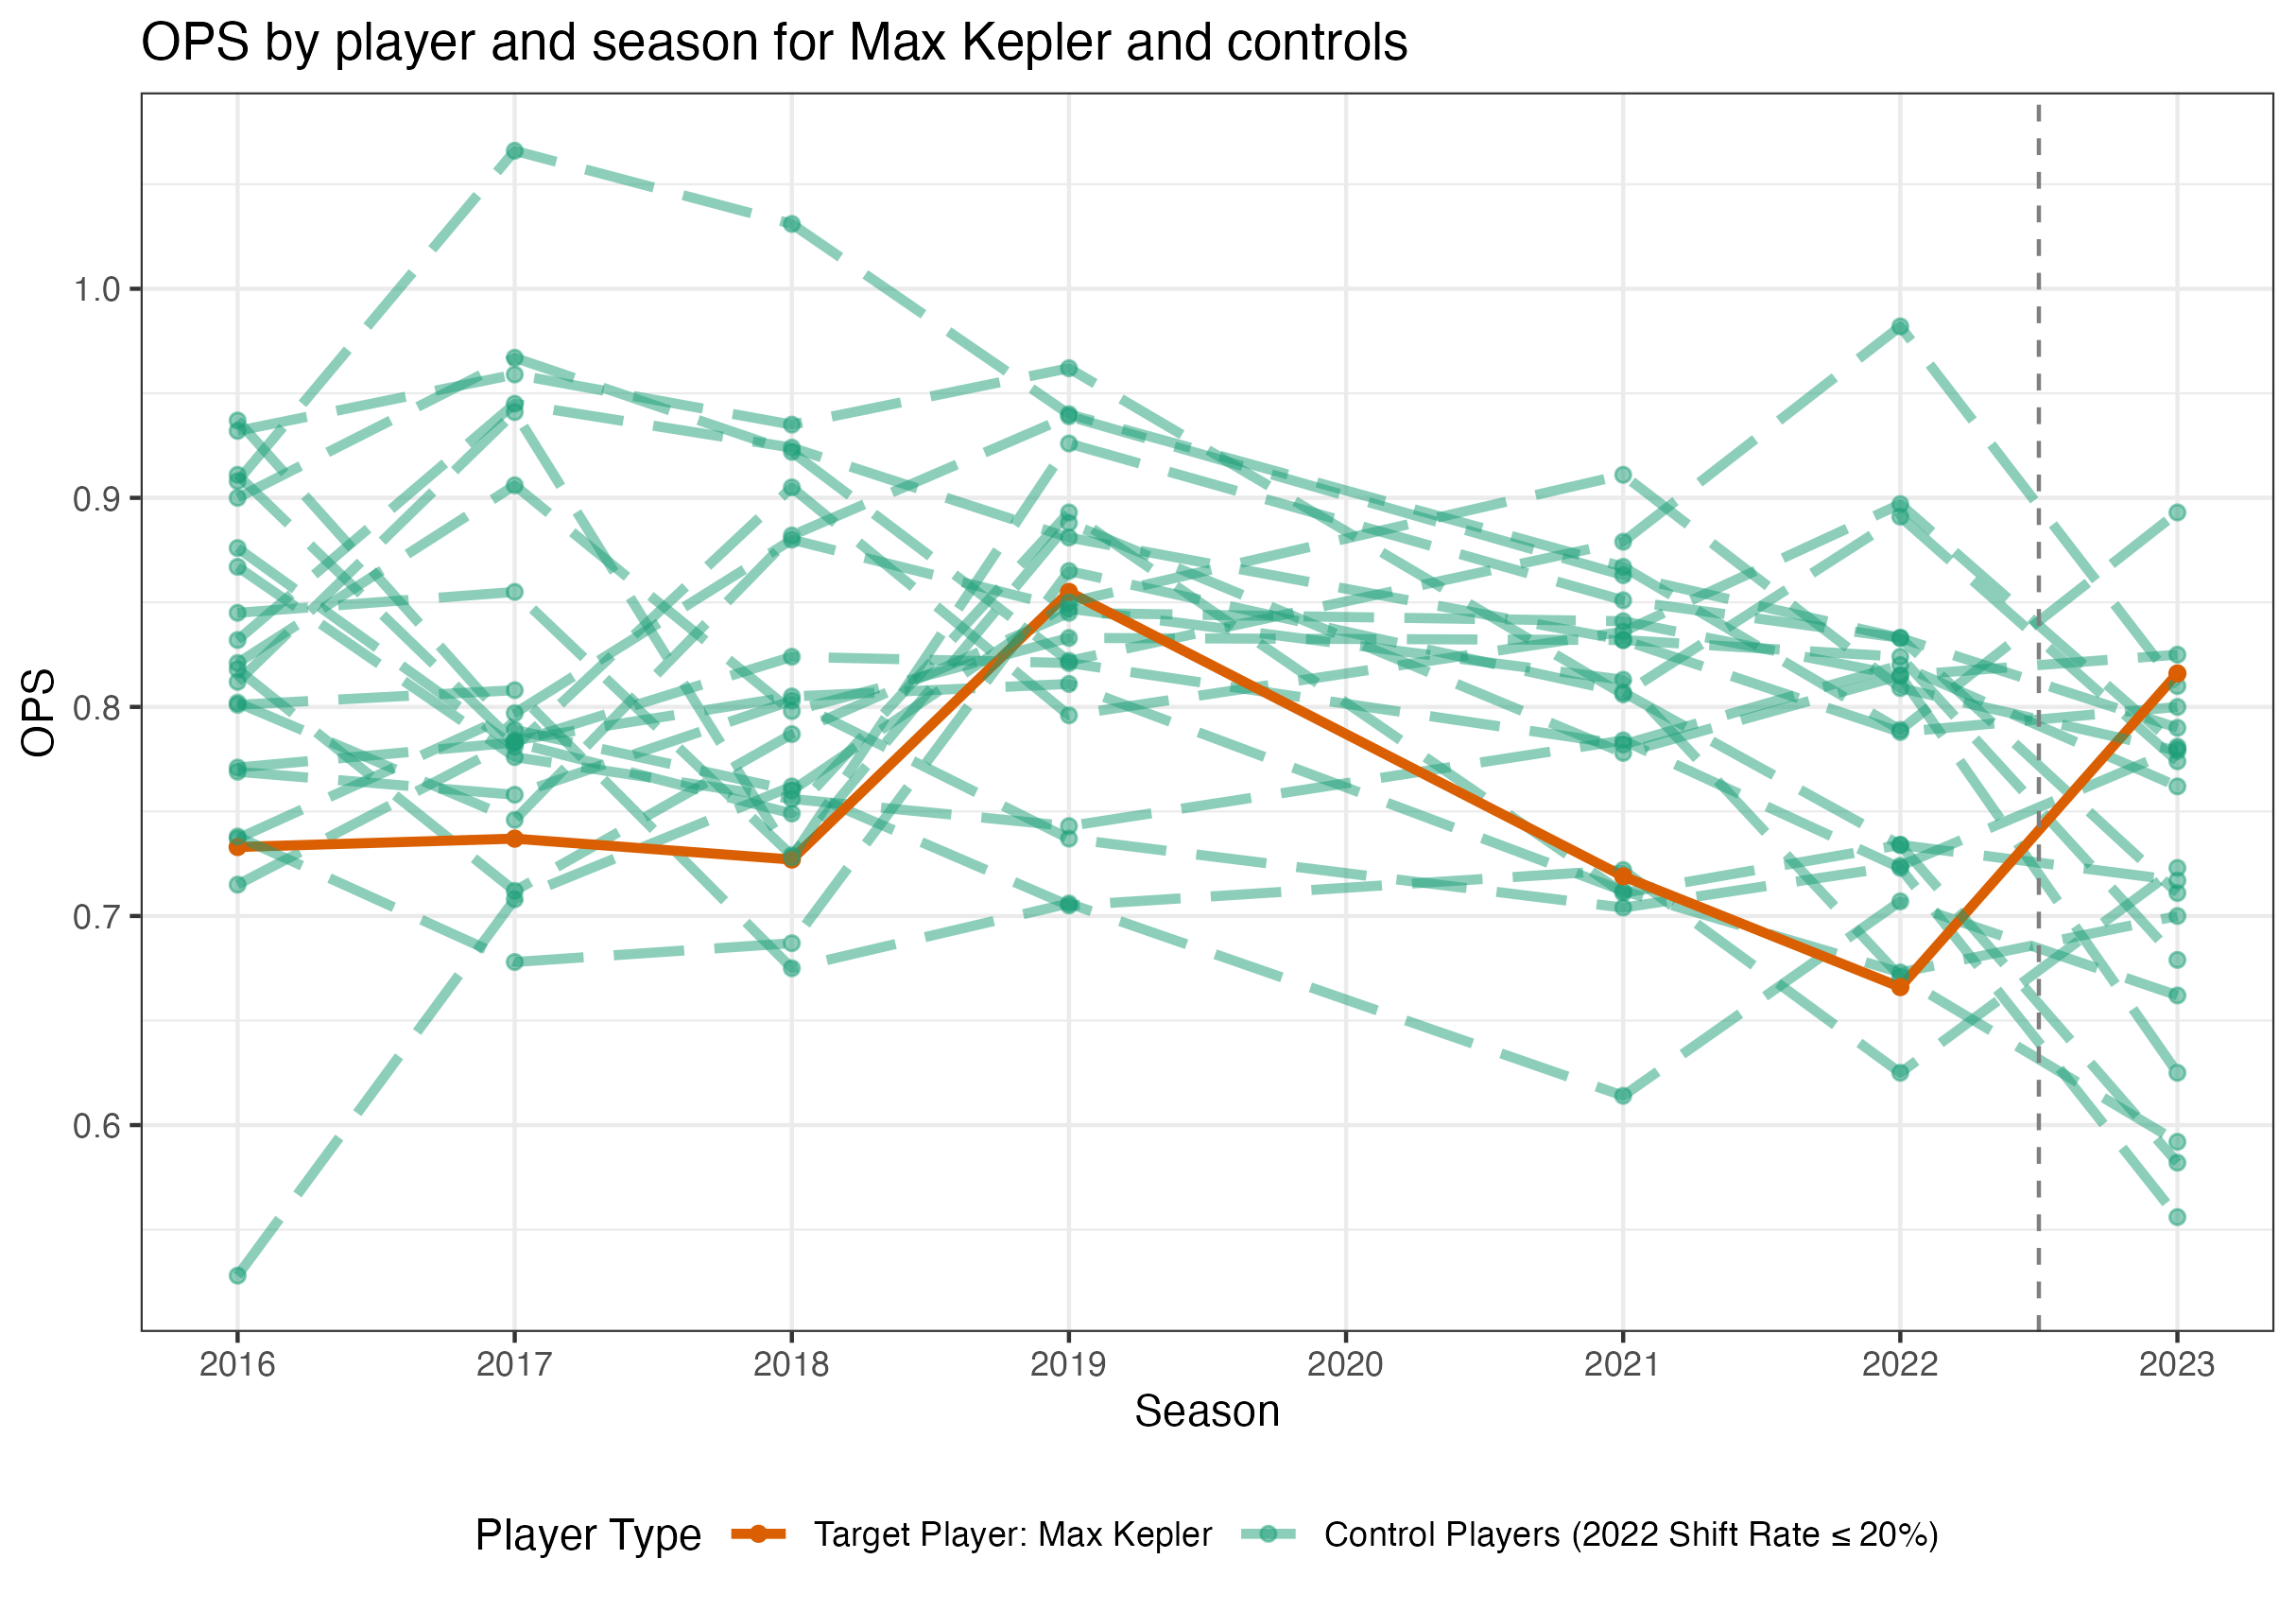 OPS by player and season for Max Kepler and controls
OPS
1.0
0.9
0.8
0.7
0.6
2016 2017 2018 2019 2020 2021 2022 2023
Season
Player Type Target Player: Max Kepler Control Players (2022 Shift Rate ≤ 20%)